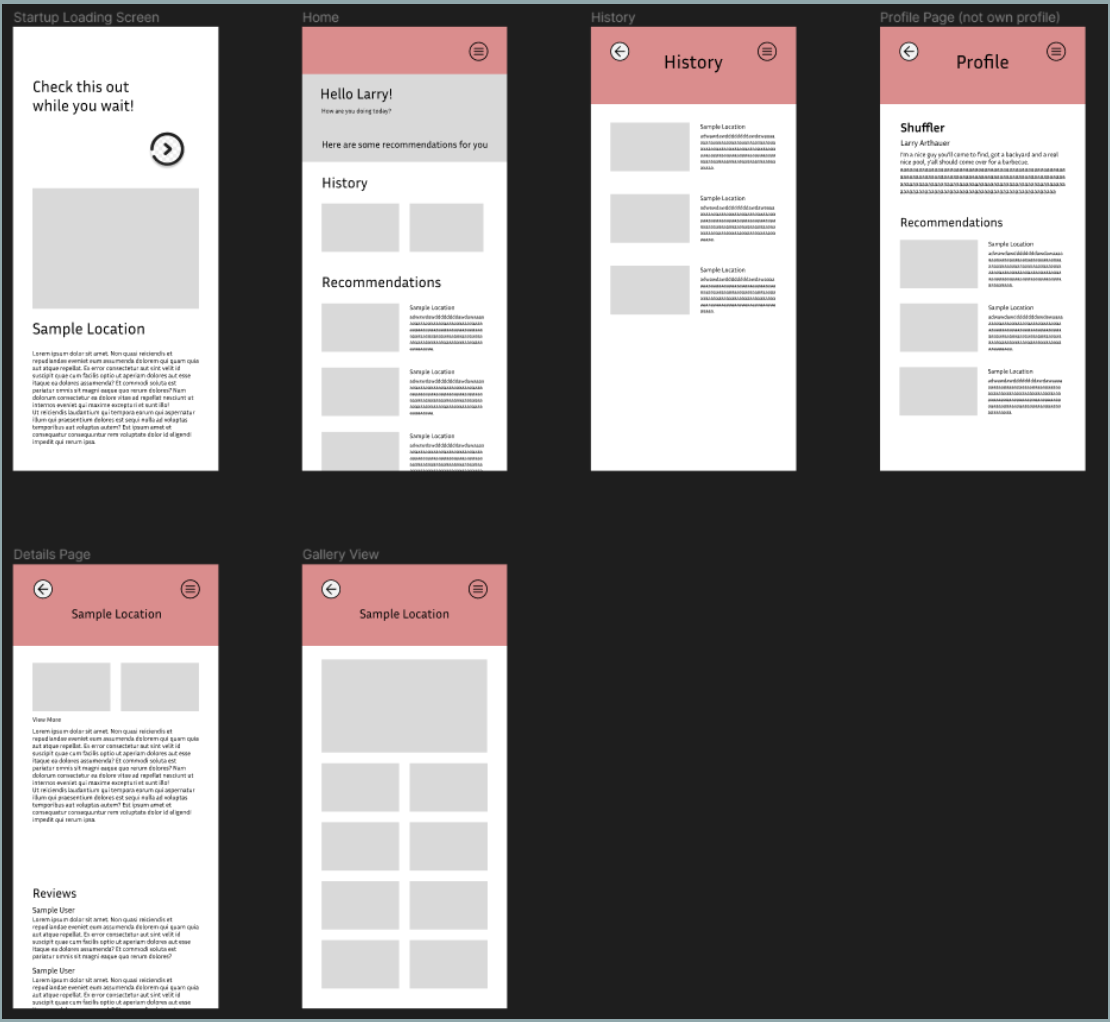 Startup Loading Screen
Check this out
while you wait!
Sample Location
Lorem ipsum dolor sit amet. Non quasi reiciendis et
repudiandae eveniet eum assumenda dolorem qui quam quia
aut atque repellat. Ex error consectetur aut sint velit id
suscipit quae cum facilis optio ut aperiam dolores aut esse
itaque ea dolores assumenda? Et commodi soluta est
pariatur omnis sit magni eaque quo rerum dolores? Nam
dolorum consectetur ea dolore vitae ad repellat nesciunt ut
internos eveniet qui maxime excepturi et sunt illo!
Ut reiciendis laudantium qui tempora earum qui aspernatur
illum qui praesentium dolores est sequi nulla ad voluptas
temporibus aut voluptas autem? Est ipsam amet et
consequatur consequuntur rem voluptate dolor id eligendi
impedit qui rerum ipsa.
Home
Hello Larry!
How are you doing today?
Here are some recommendations for you
History
Recommendations
Sample Location
Sample Location
Sample Location
History
History
Sample Location
Sample Location
Sample Location
Profile Page (not own profile)
Profile
Shuffler
Larry Arthauer
I'm a nice guy you'll come to find, got a backyard and a real
nice pool, y'all should come over for a barbecue.
Recommendations
Sample Location
Sample Location
Sample Location
Details Page
Sample Location
View More
Lorem ipsum dolor sit amet. Non quasi reiciendis et
repudiandae eveniet eum assumenda dolorem qui quam quia
aut atque repellat. Ex error consectetur aut sint velit id
suscipit quae cum facilis optio ut aperiam dolores aut esse
itaque ea dolores assumenda? Et commodi soluta est
pariatur omnis sit magni eaque quo rerum dolores? Nam
dolorum consectetur ea dolore vitae ad repellat nesciunt ut
internos eveniet qui maxime excepturi et sunt illo!
Ut reiciendis laudantium qui tempora earum qui aspernatur
illum qui praesentium dolores est sequi nulla ad voluptas
temporibus aut voluptas autem? Est ipsam amet et
consequatur consequuntur rem voluptate dolor id eligendi
impedit qui rerum ipsa.
Reviews
Sample User
Lorem ipsum dolor sit amet. Non quasi reiciendis et
repudiandae eveniet eum assumenda dolorem qui quam quia
aut atque repellat. Ex error consectetur aut sint velit id
suscipit quae cum facilis optio ut aperiam dolores aut esse
itaque ea dolores assumenda? Et commodi soluta est
pariatur omnis sit magni eaque quo rerum dolores?
Sample User
Lorem ipsum dolor sit amet. Non quasi reiciendis et
repudiandae eveniet eum assumenda dolorem qui quam quia
aut atque repellat. Ex error consectetur aut sint velit id
suscipit quae cum facilis optio ut aperiam dolores aut esse
Gallery View
Sample Location